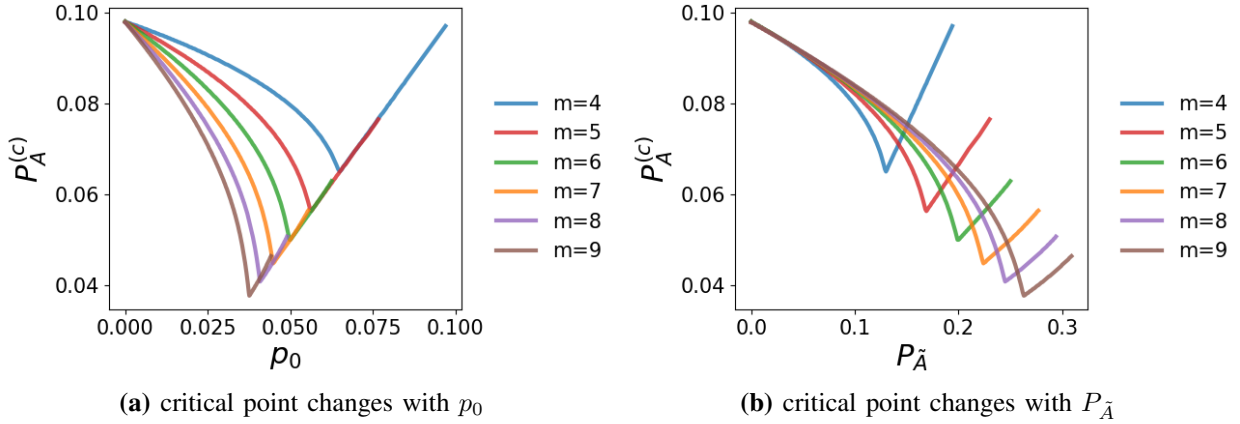 0.10
0.08
0.06
0.04
P_A^(c)
0.000 0.025 0.050 0.075 0.100
p_0
m=4
m=5
m=6
m=7
m=8
m=9
(a) critical point changes with p_0
0.10
0.08
0.06
0.04
P_A^(c)
0.0 0.1 0.2 0.3
P_Ã
m=4
m=5
m=6
m=7
m=8
m=9
(b) critical point changes with P_Ã